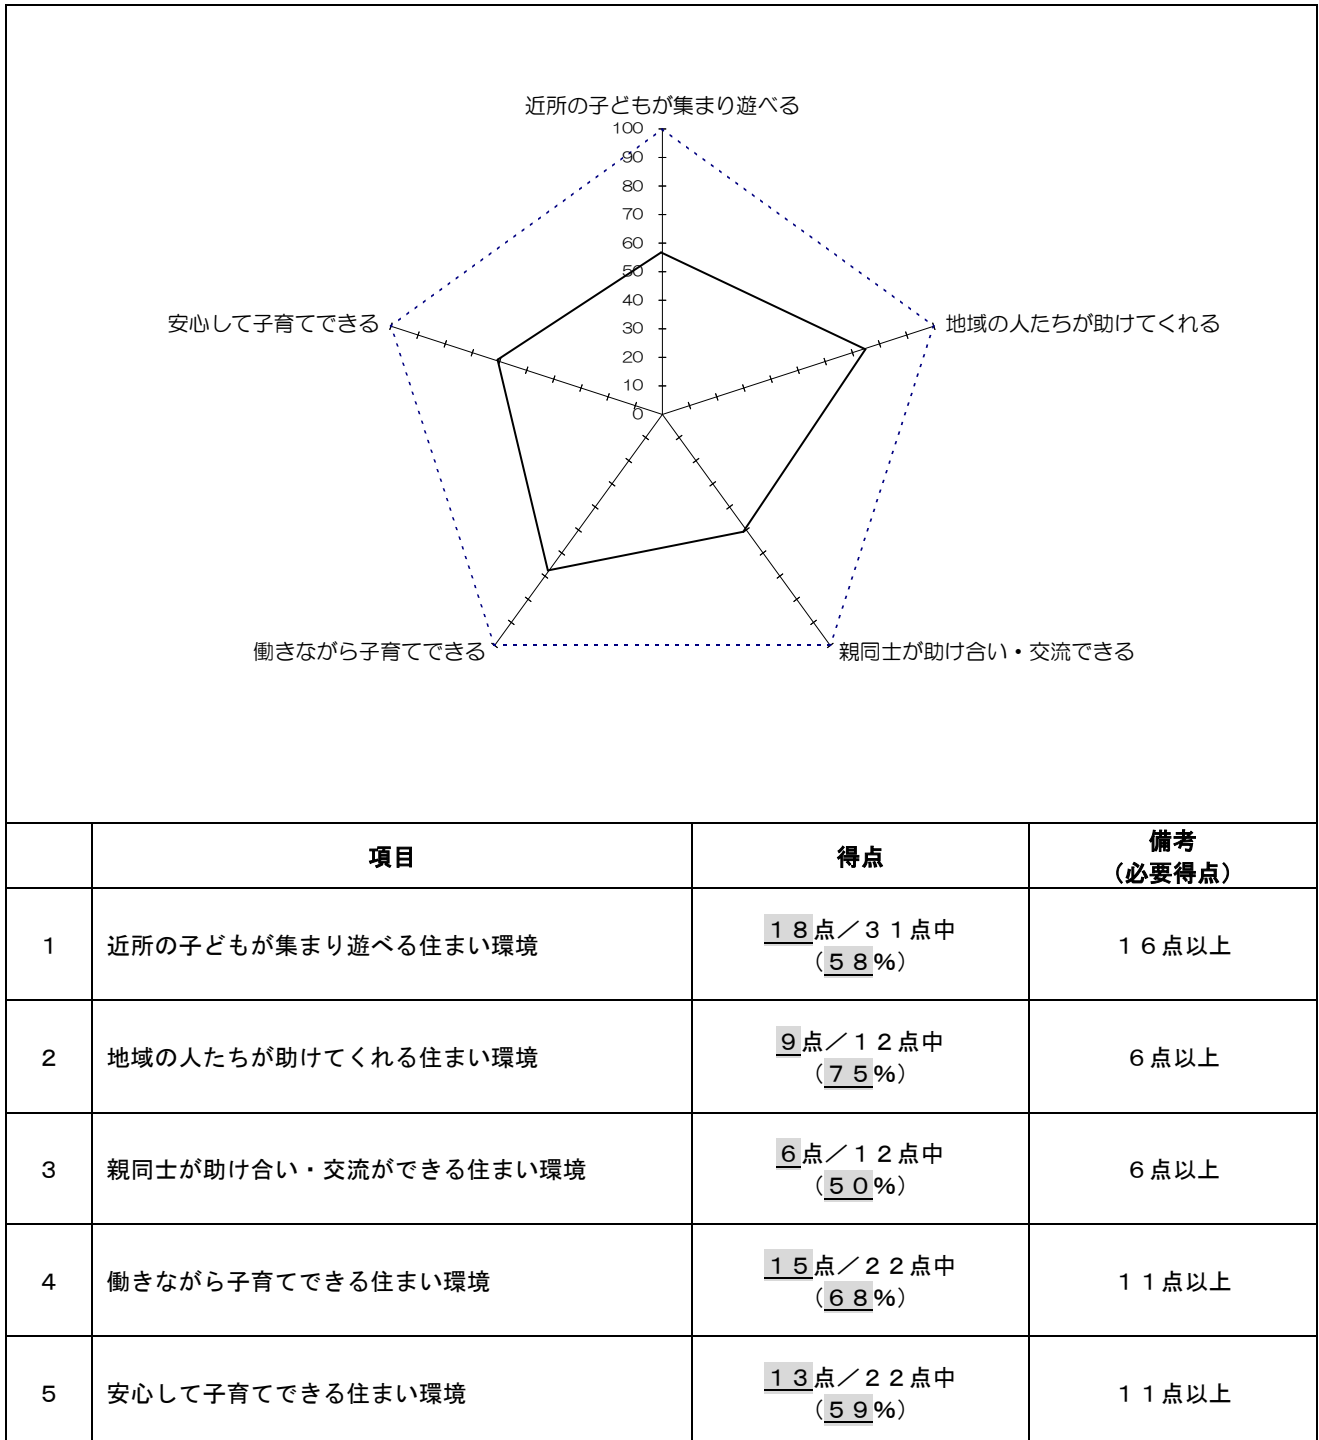 近所の子どもが集まり遊べる
100
90
80
70
60
50
40
30
20
10
0
安心して子育てできる
地域の人たちが助けてくれる
働きながら子育てできる
親同士が助け合い・交流できる
項目
得点
備考
（必要得点）
1
近所の子どもが集まり遊べる住まい環境
１８点／３１点中
（５８%）
１６点以上
2
地域の人たちが助けてくれる住まい環境
９点／１２点中
（７５%）
６点以上
3
親同士が助け合い・交流ができる住まい環境
６点／１２点中
（５０%）
６点以上
4
働きながら子育てできる住まい環境
１５点／２２点中
（６８%）
１１点以上
5
安心して子育てできる住まい環境
１３点／２２点中
（５９%）
１１点以上